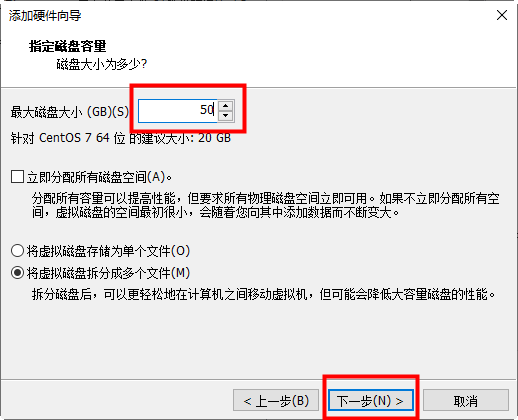 添加硬件向导
指定磁盘容量
磁盘大小为多少?
最大磁盘大小 (GB)(S)
50
针对 CentOS 7 64 位 的建议大小: 20 GB
立即分配所有磁盘空间(A)。
分配所有容量可以提高性能，但要求所有物理磁盘空间立即可用。如果不立即分配所有空
间，虚拟磁盘的空间最初很小，会随着您向其中添加数据而不断变大。
将虚拟磁盘存储为单个文件(O)
将虚拟磁盘拆分成多个文件(M)
拆分磁盘后，可以更轻松地在计算机之间移动虚拟机，但可能会降低大容量磁盘的性能。
< 上一步(B)
下一步(N) >
取消